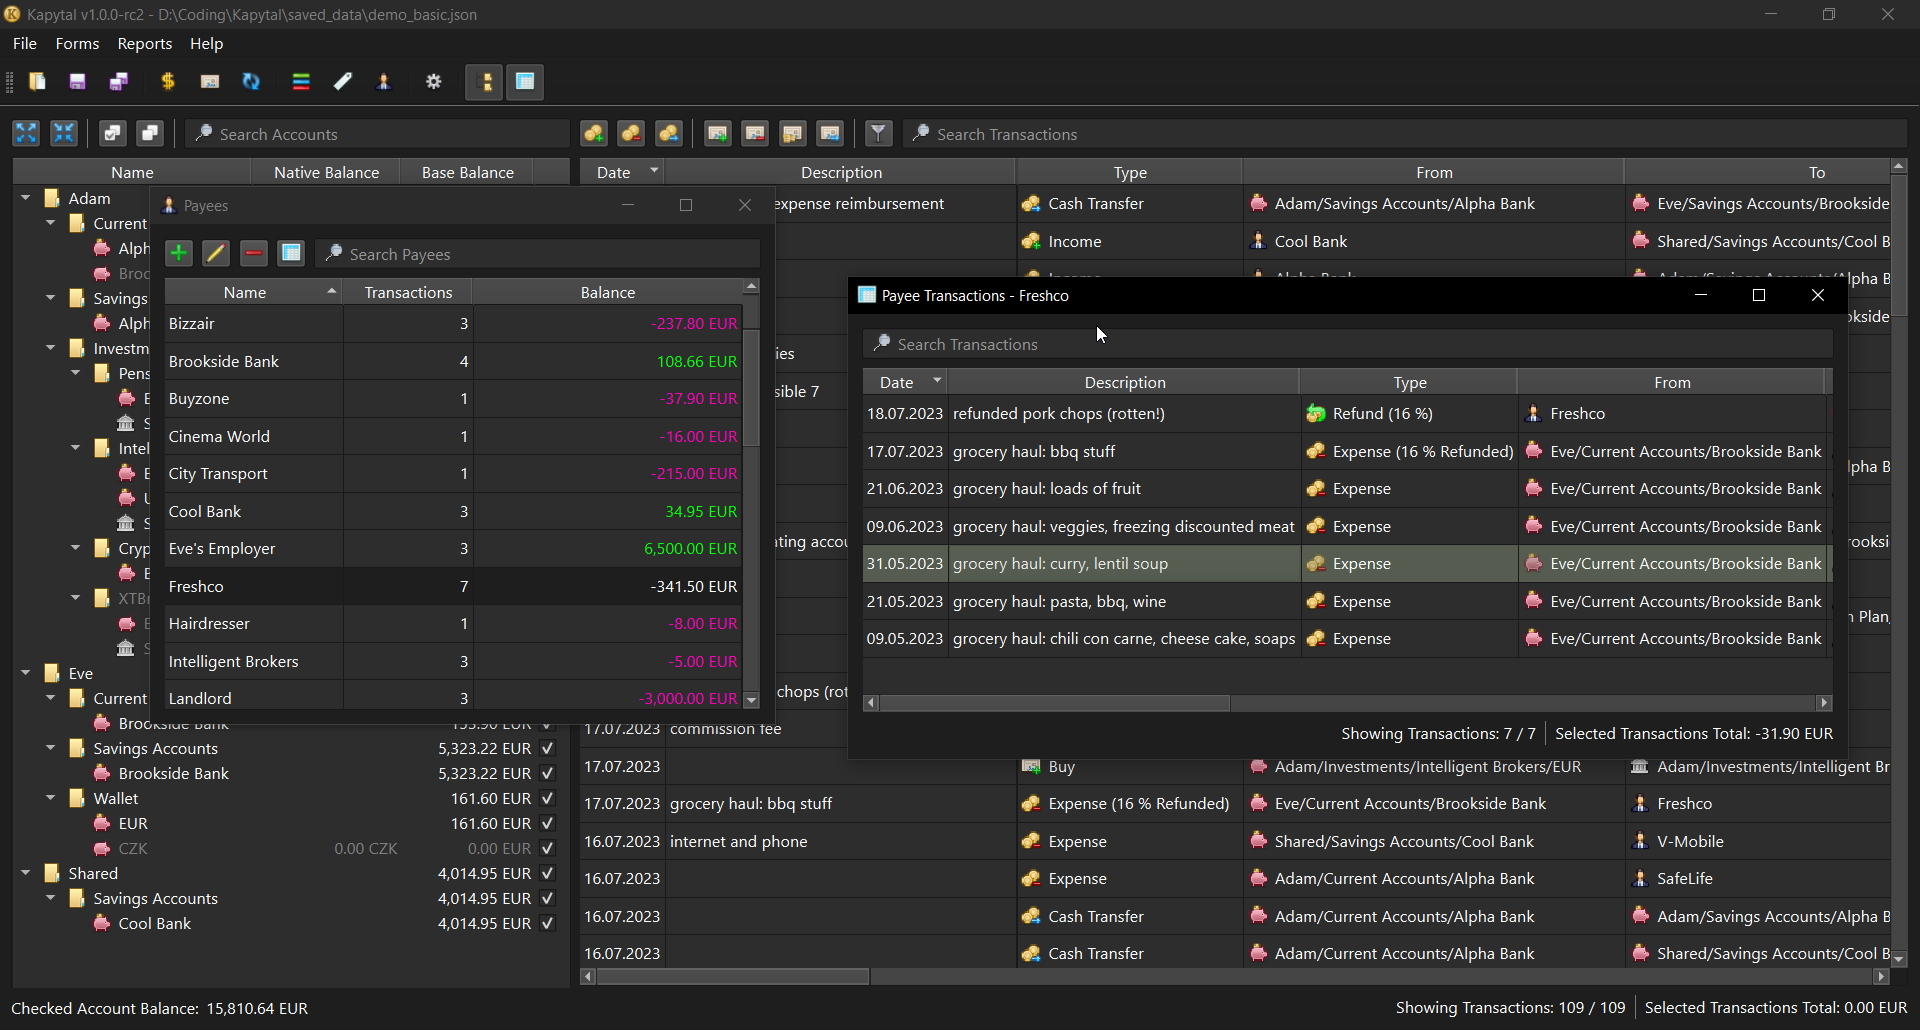 Kapytal v1.0.0-rc2 - D:\Coding\Kapytal\saved_data\demo_basic.json
File Forms Reports Help
Search Accounts
Search Transactions
Name Native Balance Base Balance
Date Description Type From To
Adam
Current
Alph
Broc
Savings
Alph
Investm
Pens
E
S
Intel
E
U
S
Cryp
E
XTB
E
S
Eve
Current
Brookside Bank 155.90 EUR
Savings Accounts 5,323.22 EUR
Brookside Bank 5,323.22 EUR
Wallet 161.60 EUR
EUR 161.60 EUR
CZK 0.00 CZK 0.00 EUR
Shared 4,014.95 EUR
Savings Accounts 4,014.95 EUR
Cool Bank 4,014.95 EUR
Payees
Search Payees
Name Transactions Balance
Bizzair 3 -237.80 EUR
Brookside Bank 4 108.66 EUR
Buyzone 1 -37.90 EUR
Cinema World 1 -16.00 EUR
City Transport 1 -215.00 EUR
Cool Bank 3 34.95 EUR
Eve's Employer 3 6,500.00 EUR
Freshco 7 -341.50 EUR
Hairdresser 1 -8.00 EUR
Intelligent Brokers 3 -5.00 EUR
Landlord 3 -3,000.00 EUR
expense reimbursement Cash Transfer Adam/Savings Accounts/Alpha Bank Eve/Savings Accounts/Brookside
Income Cool Bank Shared/Savings Accounts/Cool B
Income Alpha Bank Adam/Savings Accounts/Alpha B
okside
ies
sible 7
lpha B
ating accou
rooksi
n Plan,
chops (rot
Payee Transactions - Freshco
Search Transactions
Date Description Type From
18.07.2023 refunded pork chops (rotten!) Refund (16 %) Freshco
17.07.2023 grocery haul: bbq stuff Expense (16 % Refunded) Eve/Current Accounts/Brookside Bank
21.06.2023 grocery haul: loads of fruit Expense Eve/Current Accounts/Brookside Bank
09.06.2023 grocery haul: veggies, freezing discounted meat Expense Eve/Current Accounts/Brookside Bank
31.05.2023 grocery haul: curry, lentil soup Expense Eve/Current Accounts/Brookside Bank
21.05.2023 grocery haul: pasta, bbq, wine Expense Eve/Current Accounts/Brookside Bank
09.05.2023 grocery haul: chili con carne, cheese cake, soaps Expense Eve/Current Accounts/Brookside Bank
Showing Transactions: 7 / 7 Selected Transactions Total: -31.90 EUR
17.07.2023 commission fee
17.07.2023 Buy Adam/Investments/Intelligent Brokers/EUR Adam/Investments/Intelligent Br
17.07.2023 grocery haul: bbq stuff Expense (16 % Refunded) Eve/Current Accounts/Brookside Bank Freshco
16.07.2023 internet and phone Expense Shared/Savings Accounts/Cool Bank V-Mobile
16.07.2023 Expense Adam/Current Accounts/Alpha Bank SafeLife
16.07.2023 Cash Transfer Adam/Current Accounts/Alpha Bank Adam/Savings Accounts/Alpha B
16.07.2023 Cash Transfer Adam/Current Accounts/Alpha Bank Shared/Savings Accounts/Cool B
Checked Account Balance: 15,810.64 EUR
Showing Transactions: 109 / 109 Selected Transactions Total: 0.00 EUR